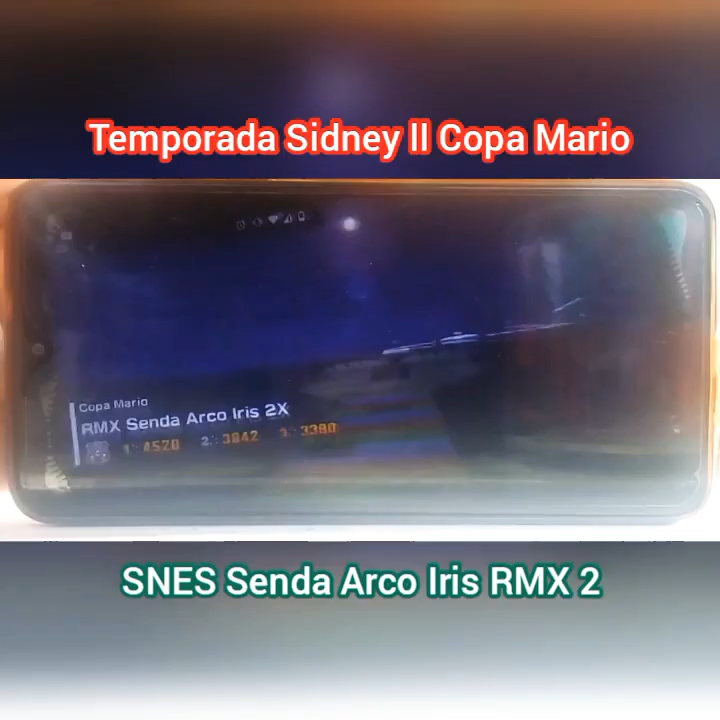 Temporada Sidney ll Copa Mario
Copa Mario
RMX Senda Arco Iris 2X
1.: 4520 2.: 3842 3.: 3380
SNES Senda Arco Iris RMX 2